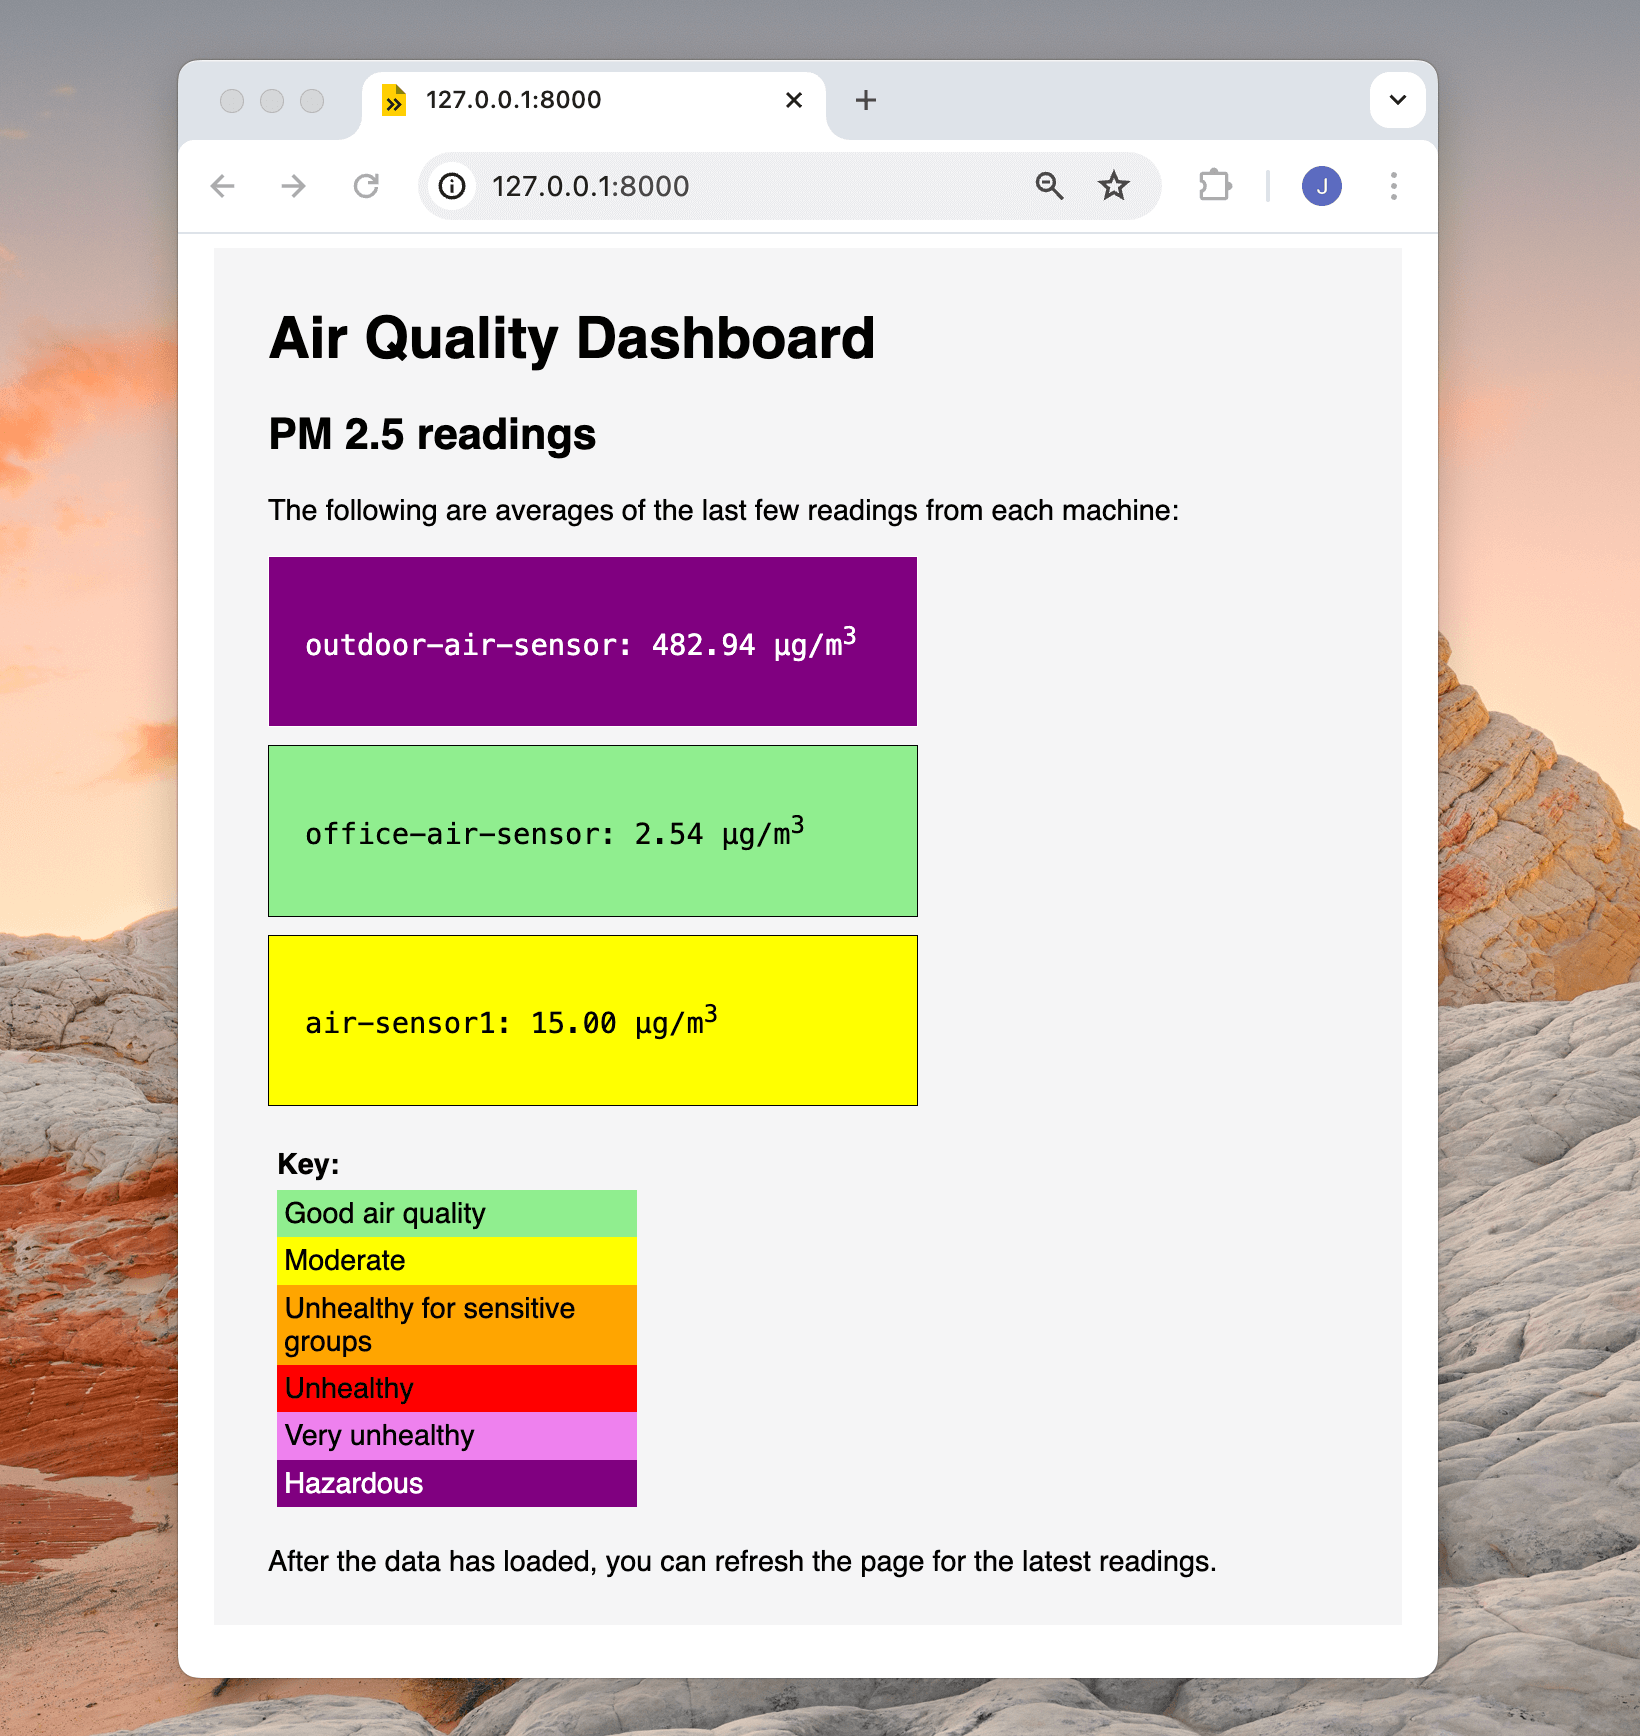 127.0.0.1:8000
127.0.0.1:8000
J
Air Quality Dashboard
PM 2.5 readings
The following are averages of the last few readings from each machine:
outdoor-air-sensor: 482.94 μg/m³
office-air-sensor: 2.54 μg/m³
air-sensor1: 15.00 μg/m³
Key:
Good air quality
Moderate
Unhealthy for sensitive
groups
Unhealthy
Very unhealthy
Hazardous
After the data has loaded, you can refresh the page for the latest readings.